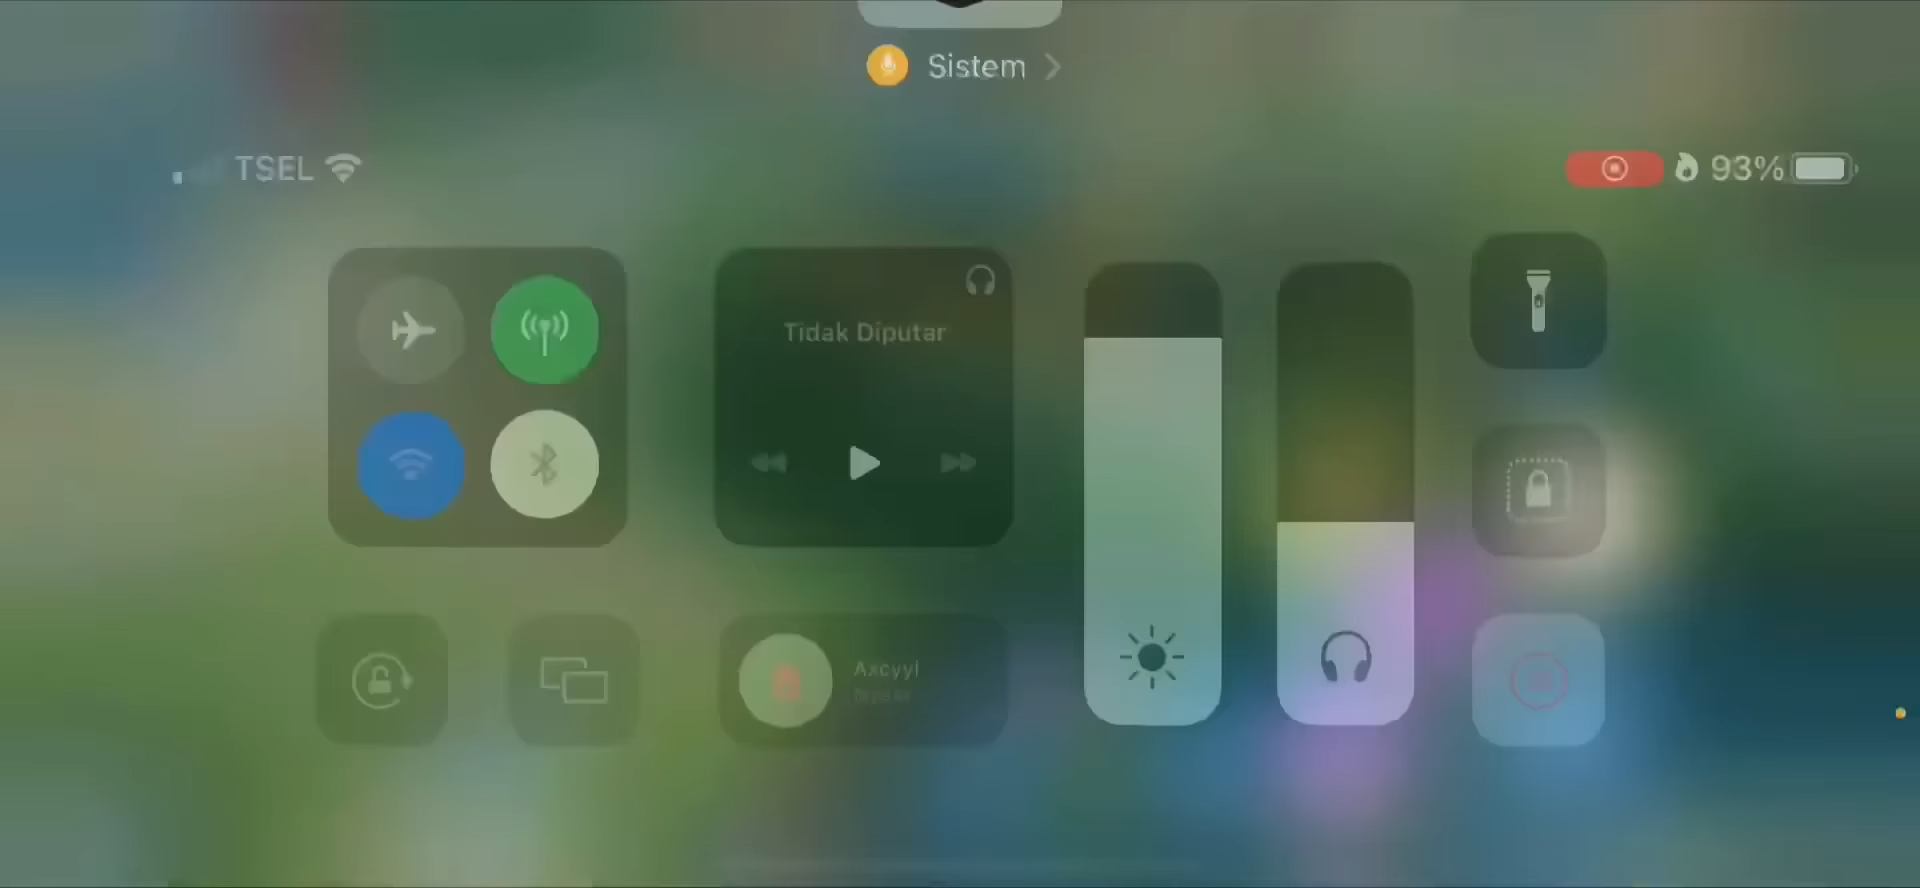 Sistem
TSEL
93%
Tidak Diputar
Axcyyl